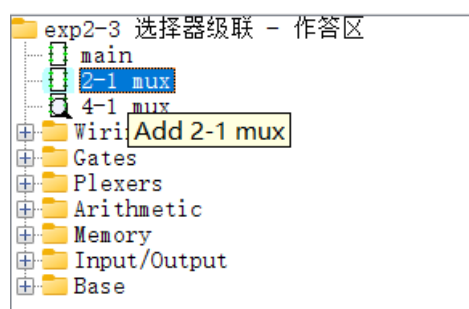 exp2-3 选择器级联 - 作答区
main
2-1 mux
4-1 mux
Add 2-1 mux
Gates
Plexers
Arithmetic
Memory
Input/Output
Base